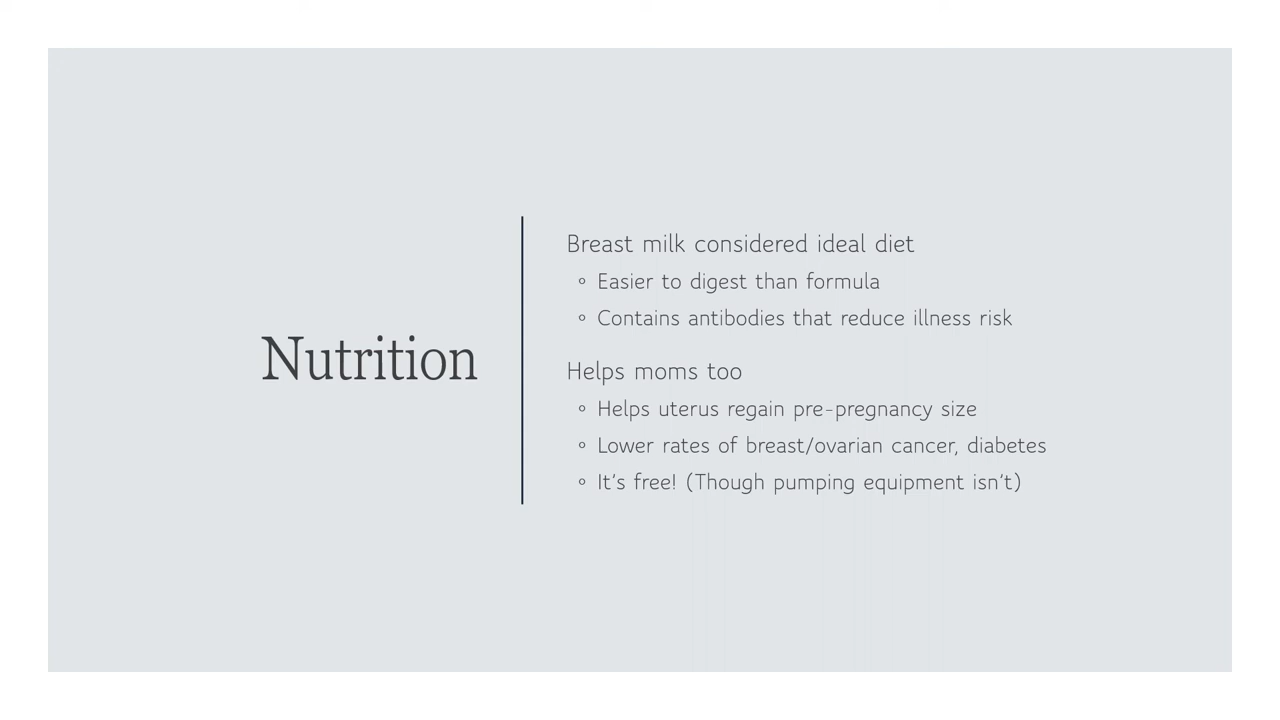 Nutrition
Breast milk considered ideal diet
◦ Easier to digest than formula
◦ Contains antibodies that reduce illness risk
Helps moms too
◦ Helps uterus regain pre-pregnancy size
◦ Lower rates of breast/ovarian cancer, diabetes
◦ It's free! (Though pumping equipment isn't)